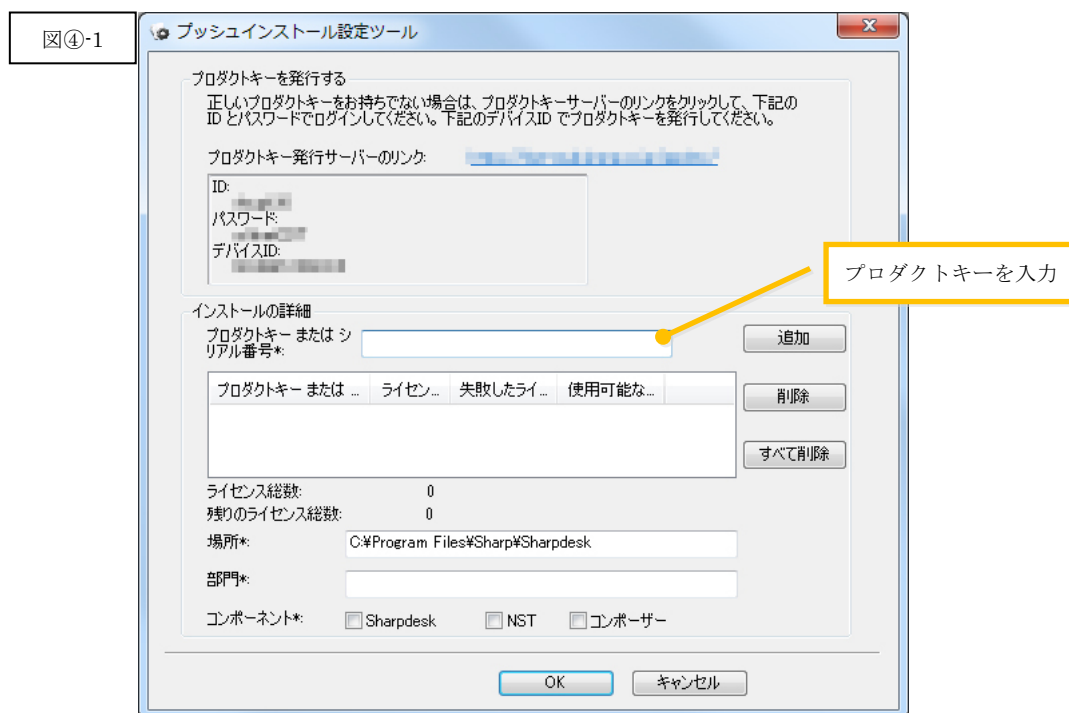 図④-1
プッシュインストール設定ツール
プロダクトキーを発行する
正しいプロダクトキーをお持ちでない場合は、プロダクトキーサーバーのリンクをクリックして、下記の
ID とパスワードでログインしてください。下記のデバイスID でプロダクトキーを発行してください。
プロダクトキー発行サーバーのリンク:
ID:
パスワード:
デバイスID:
プロダクトキーを入力
インストールの詳細
プロダクトキー または シ
リアル番号*:
追加
プロダクトキー または ... ライセン... 失敗したライ... 使用可能な...
削除
すべて削除
ライセンス総数: 0
残りのライセンス総数: 0
場所*: C:¥Program Files¥Sharp¥Sharpdesk
部門*:
コンポーネント*: Sharpdesk NST コンポーザー
OK キャンセル